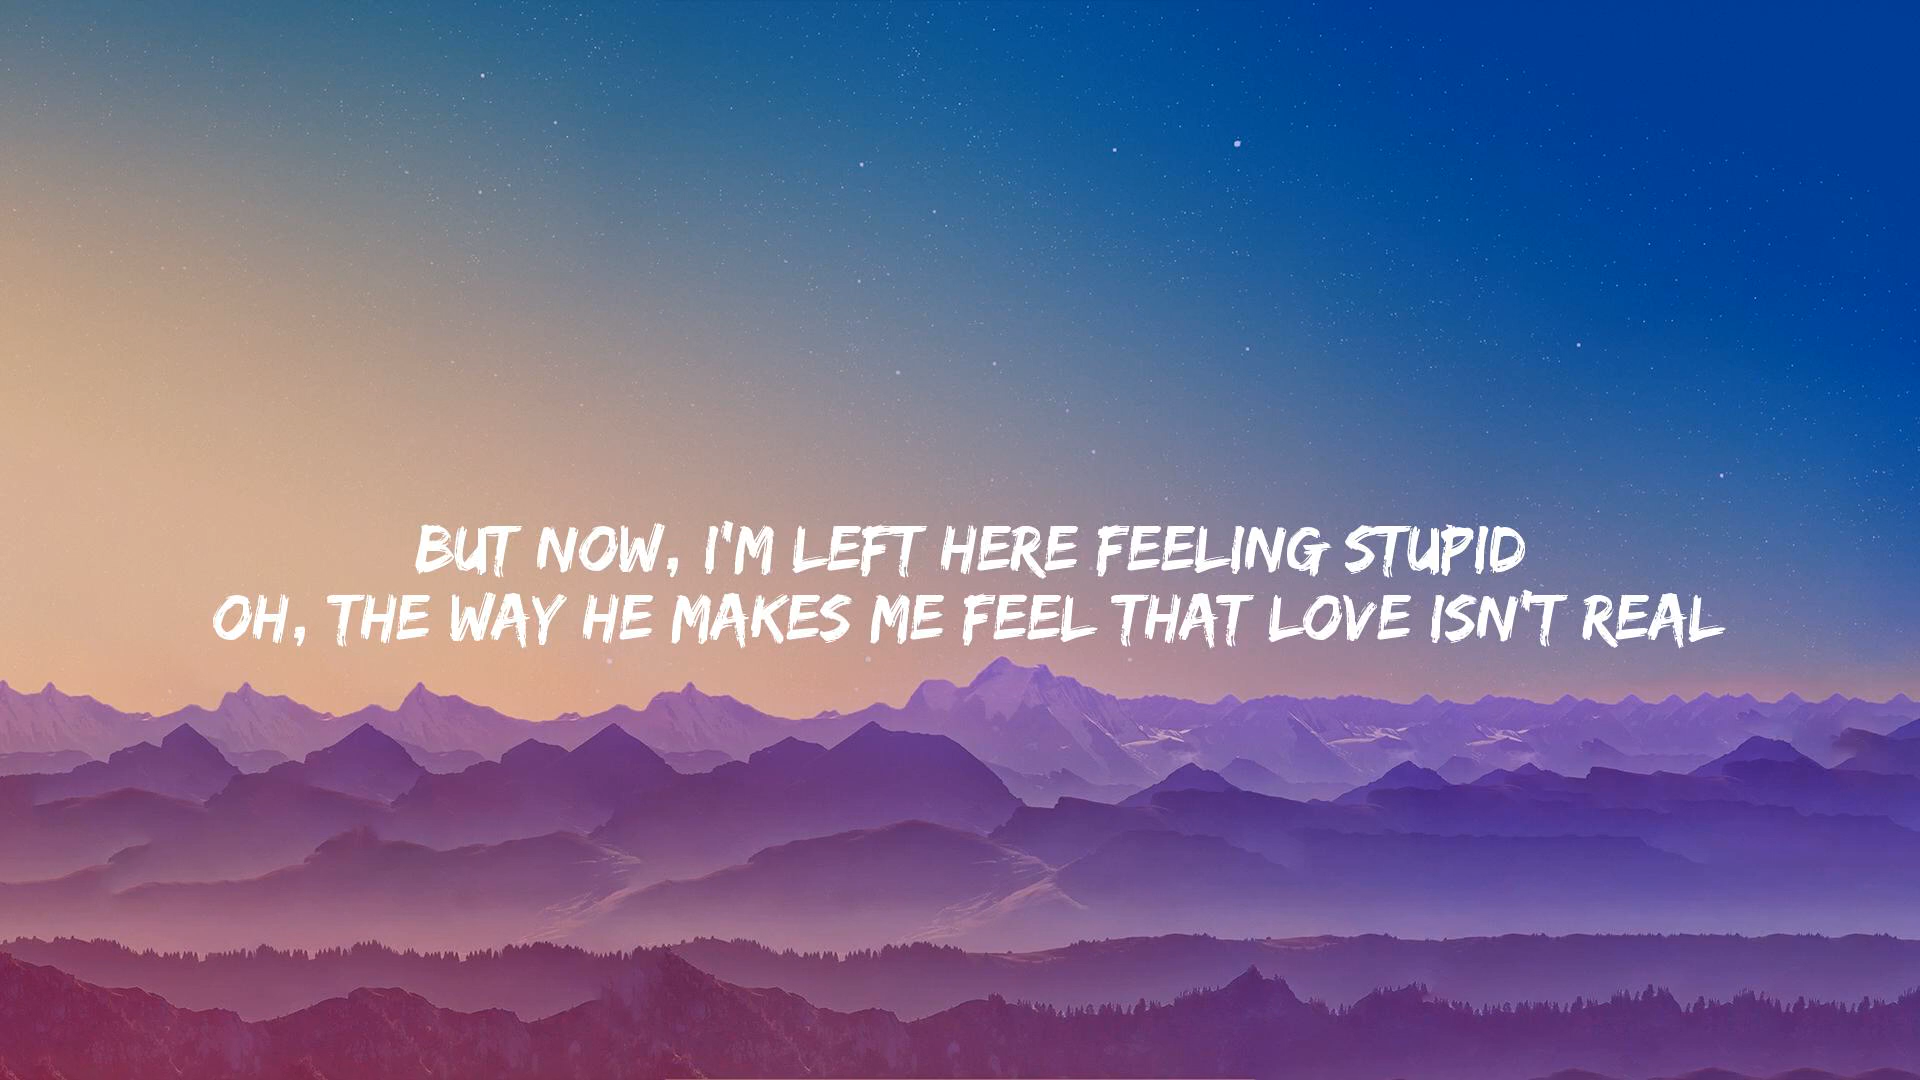 BUT NOW, I'M LEFT HERE FEELING STUPID
OH, THE WAY HE MAKES ME FEEL THAT LOVE ISN'T REAL